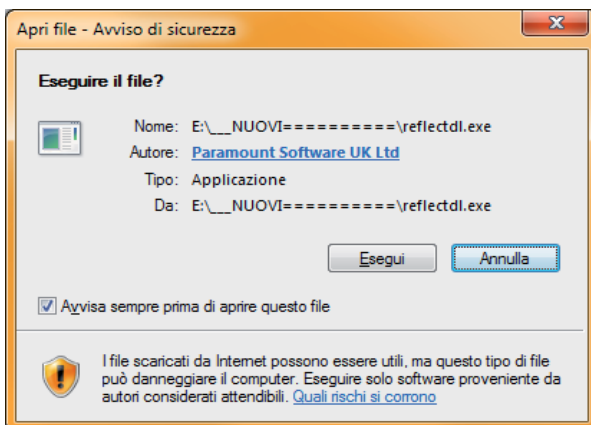 Apri file - Avviso di sicurezza
Eseguire il file?
Nome: E:\___NUOVI==========\reflectdl.exe
Autore: Paramount Software UK Ltd
Tipo: Applicazione
Da: E:\___NUOVI==========\reflectdl.exe
Esegui Annulla
Avvisa sempre prima di aprire questo file
I file scaricati da Internet possono essere utili, ma questo tipo di file
può danneggiare il computer. Eseguire solo software proveniente da
autori considerati attendibili. Quali rischi si corrono